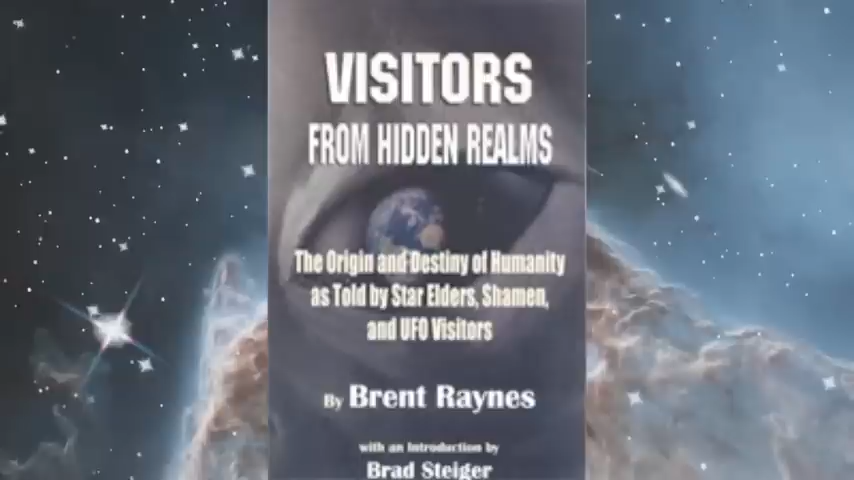 VISITORS
FROM HIDDEN REALMS
The Origin and Destiny of Humanity
as Told by Star Elders, Shamen,
and UFO Visitors
By Brent Raynes
with an Introduction by
Brad Steiger